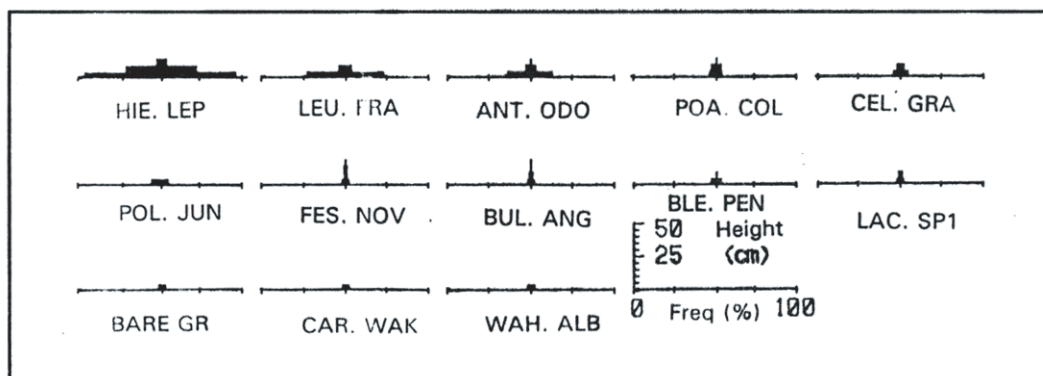 HIE. LEP LEU. FRA ANT. ODO POA. COL CEL. GRA
POL. JUN FES. NOV BUL. ANG BLE. PEN LAC. SP1
50 Height
25 (cm)
0 Freq (%) 100
BARE GR CAR. WAK WAH. ALB